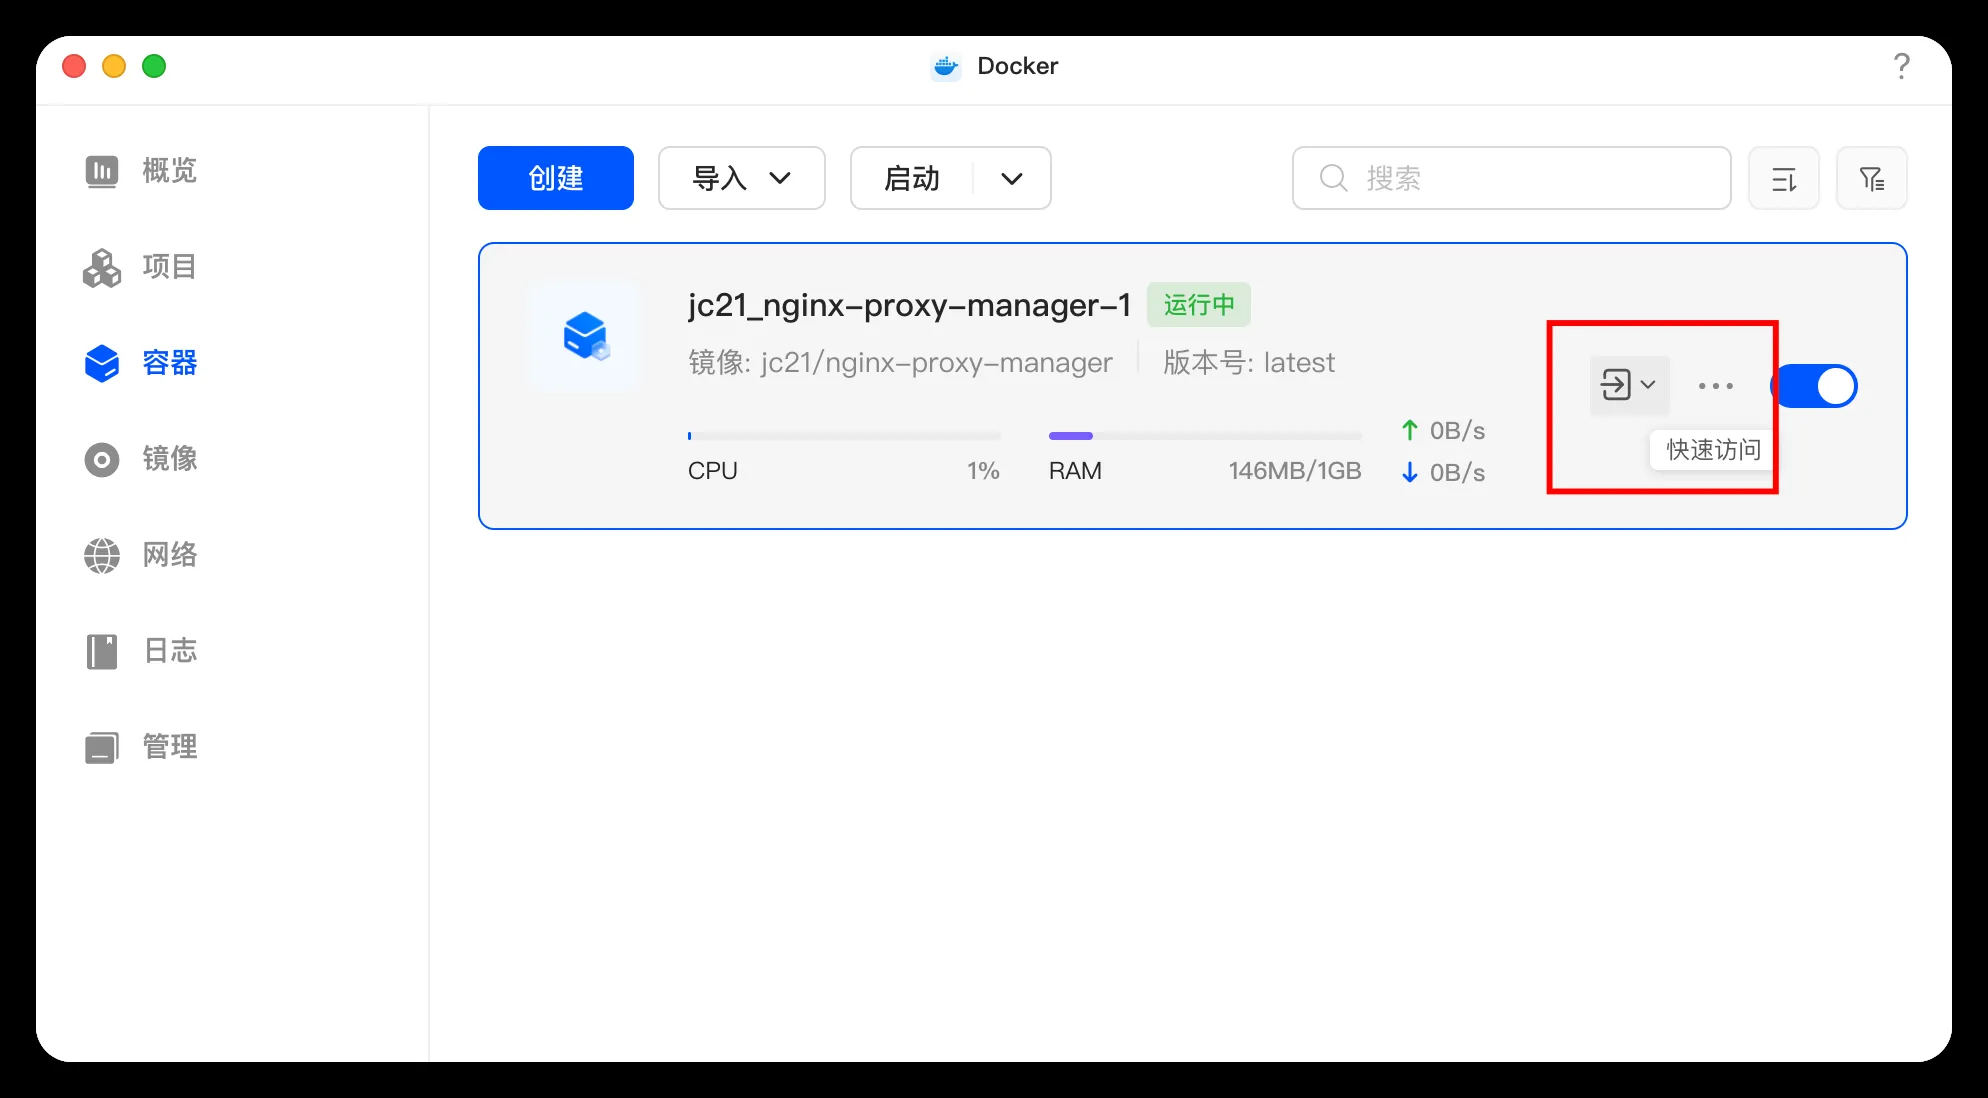 Docker
?
概览
项目
容器
镜像
网络
日志
管理
创建
导入
启动
搜索
jc21_nginx-proxy-manager-1
运行中
镜像: jc21/nginx-proxy-manager
版本号: latest
快速访问
CPU 1%
RAM 146MB/1GB
0B/s
0B/s